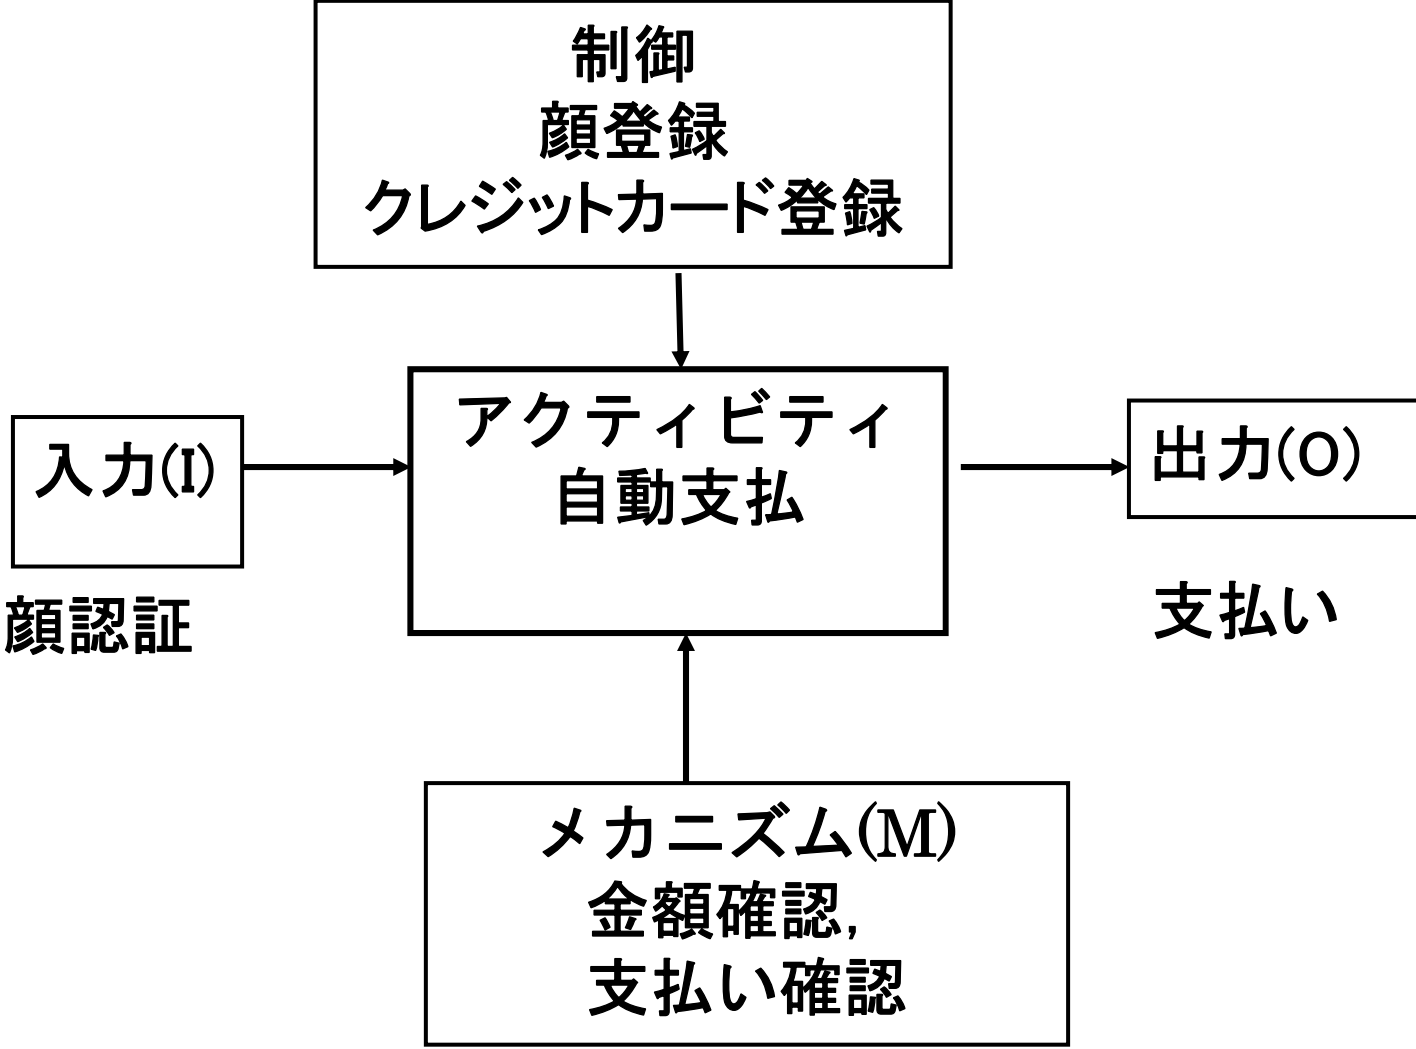 制御
顔登録
クレジットカード登録
アクティビティ
自動支払
入力(I)
顔認証
出力(O)
支払い
メカニズム(M)
金額確認,
支払い確認